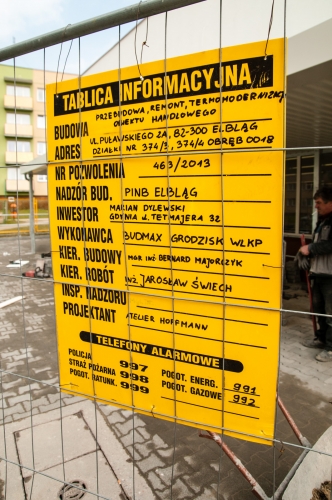 TABLICA INFORMACYJNA
BUDOWA PRZEBUDOWA, REMONT, TERMOMODERNIZACJA
OBIEKTU HANDLOWEGO
ADRES UL. PUŁAWSKIEGO 2A, 82-300 ELBLĄG
DZIAŁKI NR 374/3, 374/4 OBRĘB 0018
NR POZWOLENIA 463/2013
NADZÓR BUD. PINB ELBLĄG
INWESTOR MARIAN DYLEWSKI
GDYNIA W. TETMAJERA 32
WYKONAWCA BUDMAX GRODZISK WLKP
KIER. BUDOWY MGR INŻ BERNARD MAJORCZYK
KIER. ROBÓT INŻ JAROSŁAW ŚWIECH
INSP. NADZORU
PROJEKTANT ATELIER HOFFMANN
TELEFONY ALARMOWE
POLICJA 997
STRAŻ POŻARNA 998
POGOT. RATUNK. 999
POGOT. ENERG. 991
POGOT. GAZOWE 992